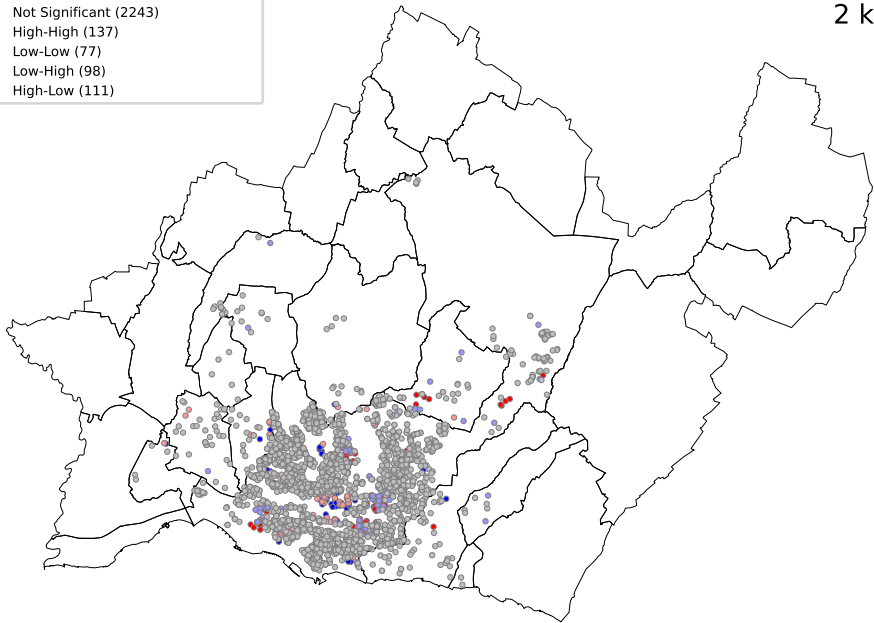 Not Significant (2243)
High-High (137)
Low-Low (77)
Low-High (98)
High-Low (111)
2 k